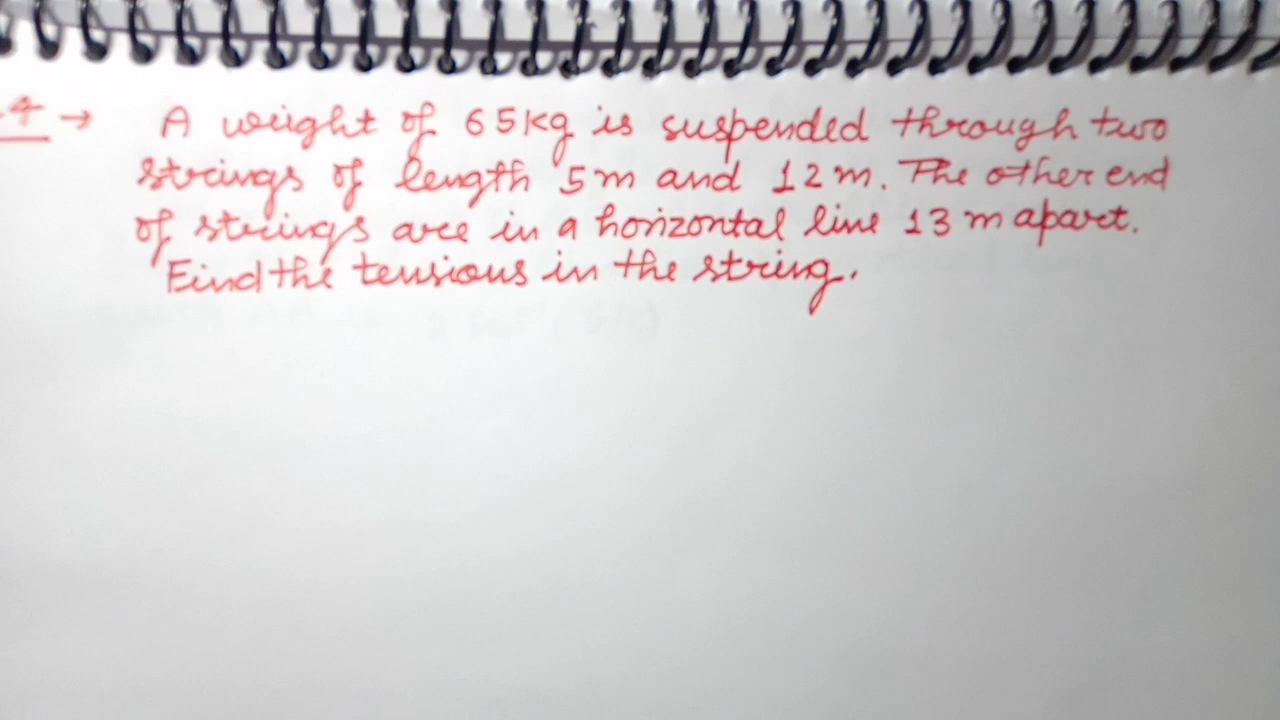 4 → A weight of 65kg is suspended through two
strings of length 5m and 12m. The other end
of strings are in a horizontal line 13 m apart.
Find the tensions in the string.